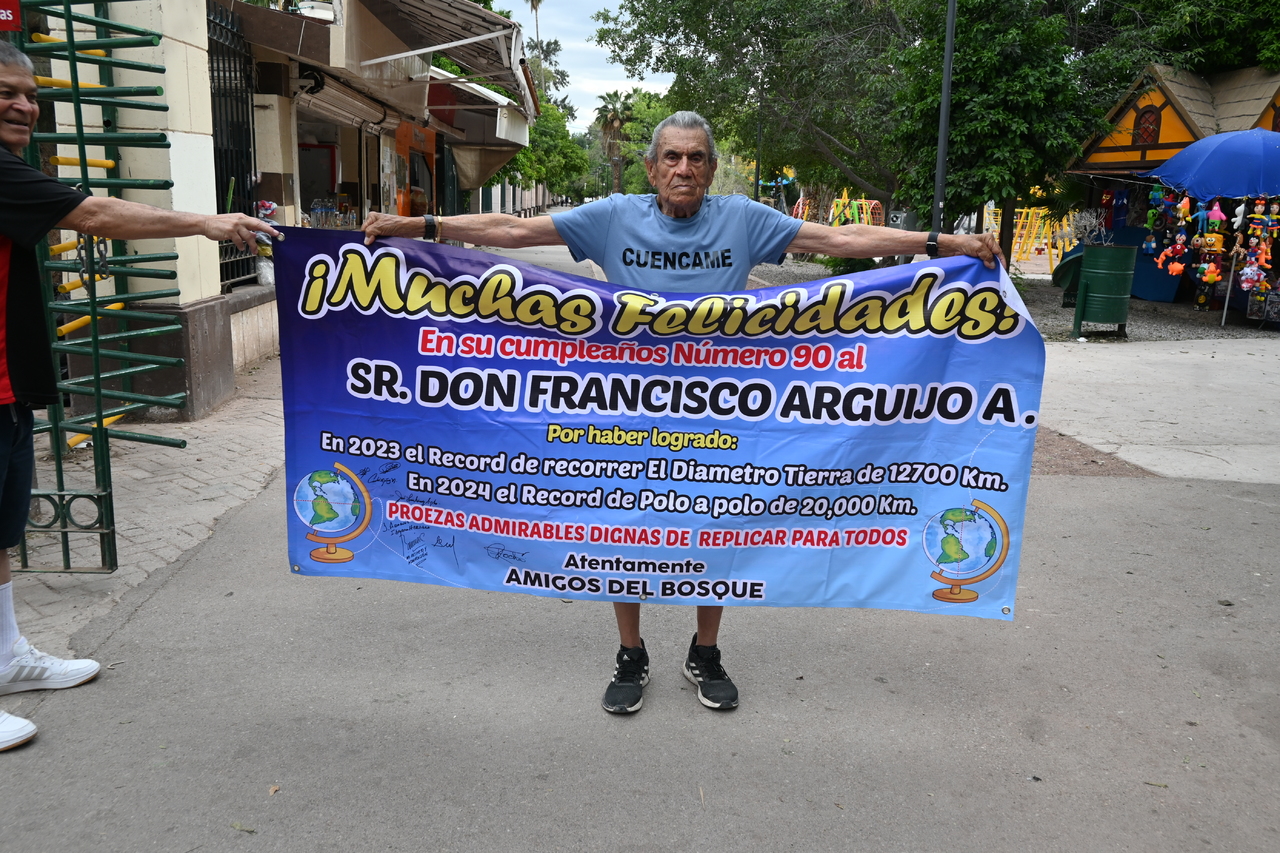 as
CUENCAME
¡Muchas Felicidades!
En su cumpleaños Número 90 al
SR. DON FRANCISCO ARGUIJO A.
Por haber logrado:
En 2023 el Record de recorrer El Diametro Tierra de 12700 Km.
En 2024 el Record de Polo a polo de 20,000 Km.
PROEZAS ADMIRABLES DIGNAS DE REPLICAR PARA TODOS
Atentamente
AMIGOS DEL BOSQUE